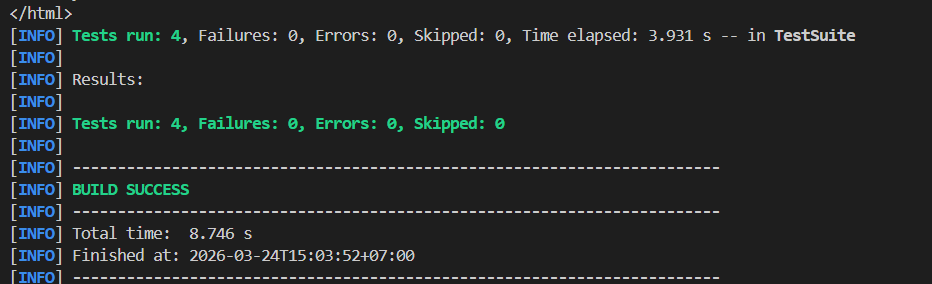 </html>
[INFO] Tests run: 4, Failures: 0, Errors: 0, Skipped: 0, Time elapsed: 3.931 s -- in TestSuite
[INFO]
[INFO] Results:
[INFO]
[INFO] Tests run: 4, Failures: 0, Errors: 0, Skipped: 0
[INFO]
[INFO] ------------------------------------------------------------------------
[INFO] BUILD SUCCESS
[INFO] ------------------------------------------------------------------------
[INFO] Total time:  8.746 s
[INFO] Finished at: 2026-03-24T15:03:52+07:00
[INFO] ------------------------------------------------------------------------